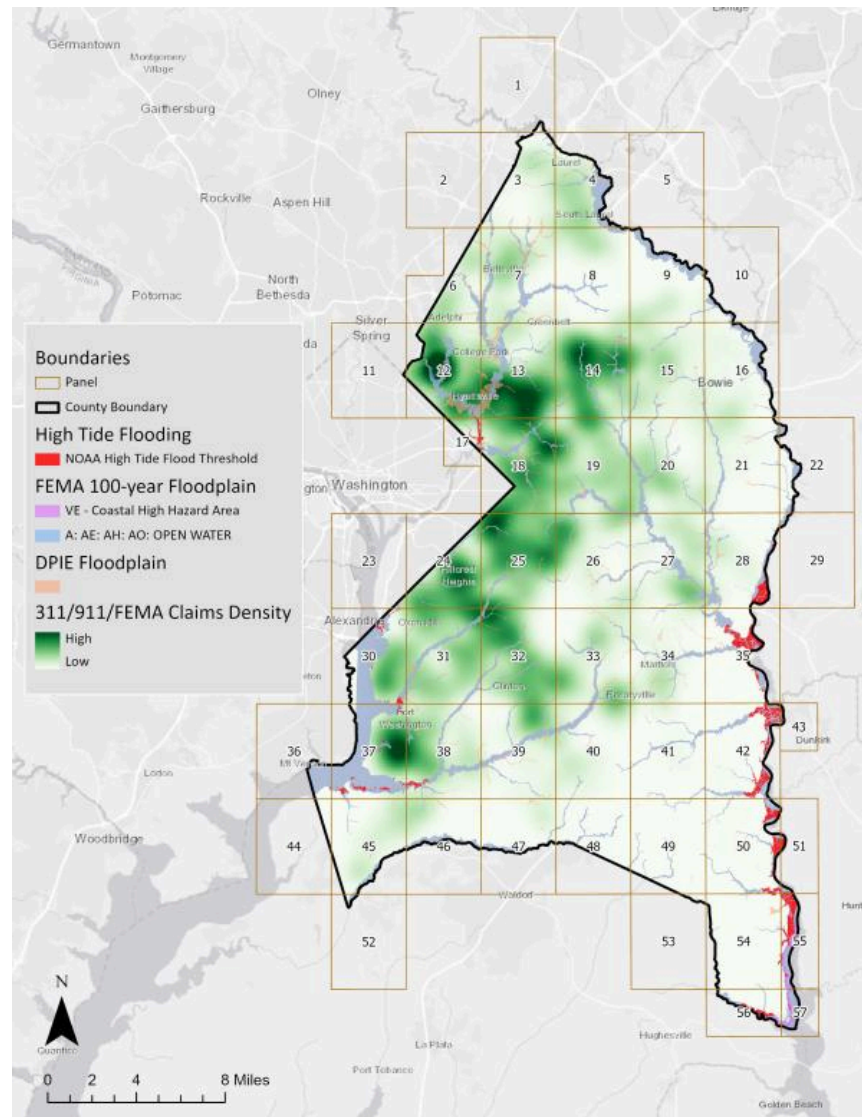 Elkridge
Germantown
Montgomery
Village
Olney
Gaithersburg
1
Laurel
2
3
4
5
Rockville
Aspen Hill
South Laurel
Beltsville
North
Bethesda
Potomac
6
7
8
9
10
Silver
Spring
Adelphi
Greenbelt
College Park
11
12
13
14
15
16
Bowie
Hyattsville
17
18
19
20
21
22
Washington
23
24
25
26
27
28
29
Hillcrest
Heights
Alexandria
30
31
32
33
34
35
Clinton
Rosaryville
Fort
Washington
36
37
38
39
40
41
42
43
Dunkirk
Mt Vernon
Lorton
Woodbridge
44
45
46
47
48
49
50
51
Waldorf
52
53
54
55
56
57
Hughesville
La Plata
Port Tobacco
Quantico
Golden Beach
Boundaries
Panel
County Boundary
High Tide Flooding
NOAA High Tide Flood Threshold
FEMA 100-year Floodplain
VE - Coastal High Hazard Area
A: AE: AH: AO: OPEN WATER
DPIE Floodplain
311/911/FEMA Claims Density
High
Low
N
0 2 4 8 Miles